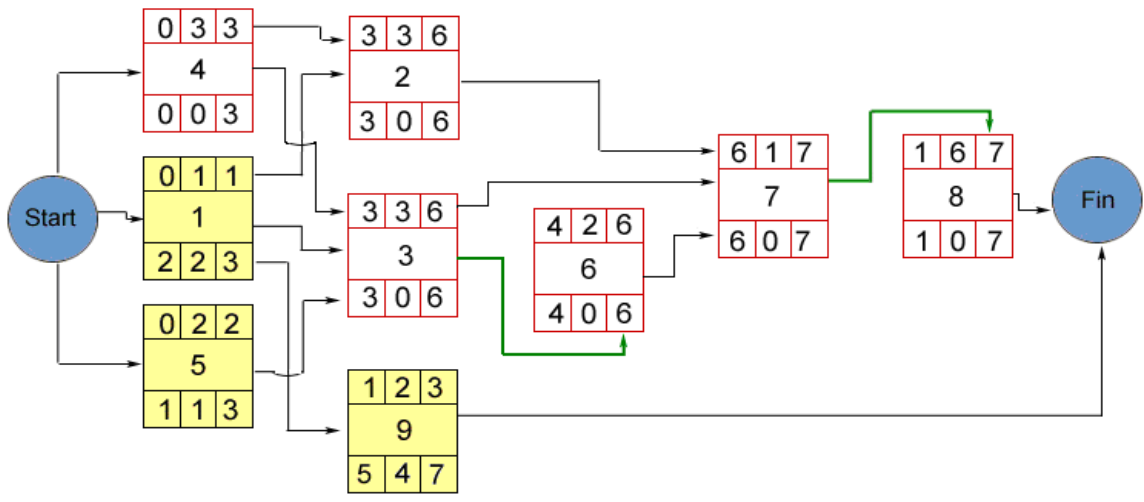 Start
0 3 3
4
0 0 3
0 1 1
1
2 2 3
0 2 2
5
1 1 3
3 3 6
2
3 0 6
3 3 6
3
3 0 6
1 2 3
9
5 4 7
4 2 6
6
4 0 6
6 1 7
7
6 0 7
1 6 7
8
1 0 7
Fin